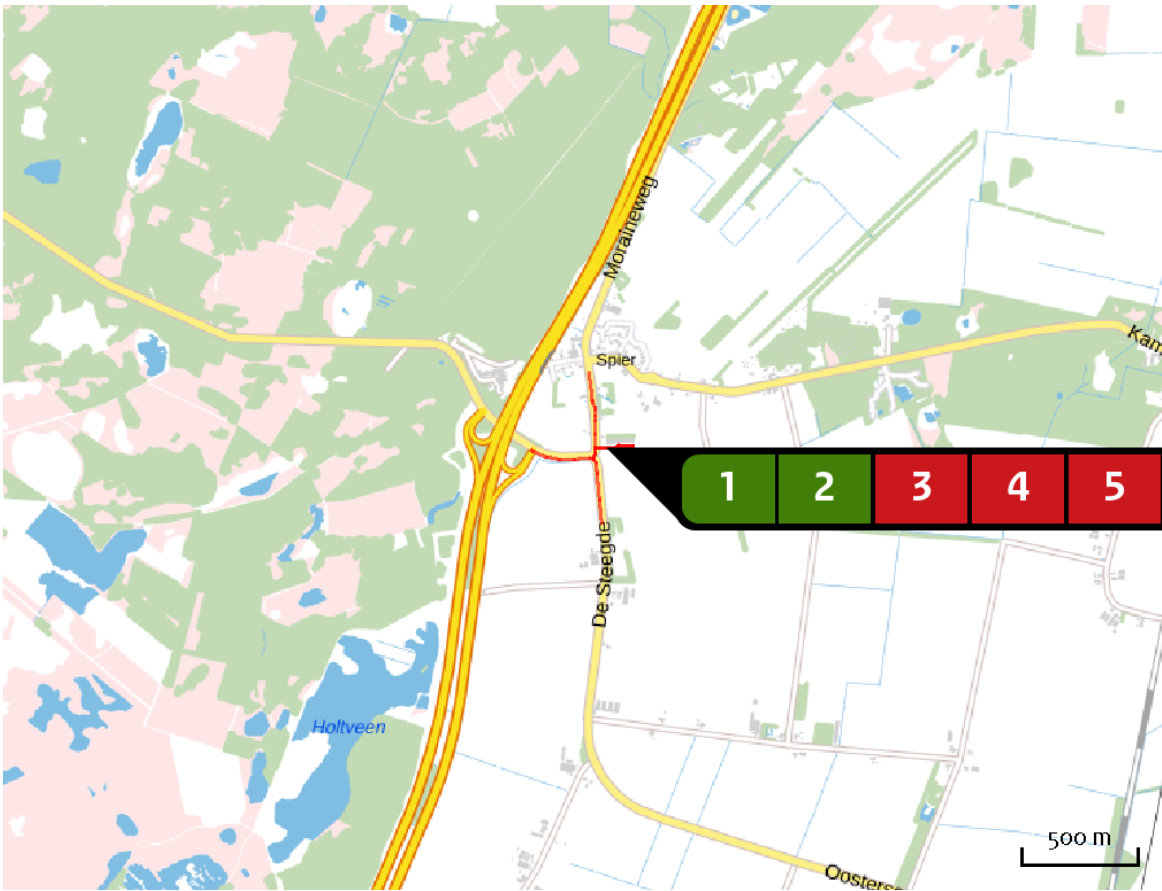 Moraineweg
Spier
Kam
1 2 3 4 5
De Steegde
Holtveen
500 m
Oosters